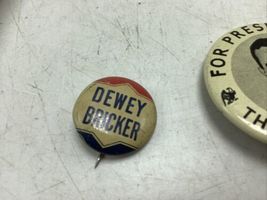 DEWEY
BRICKER
FOR PRES
TH